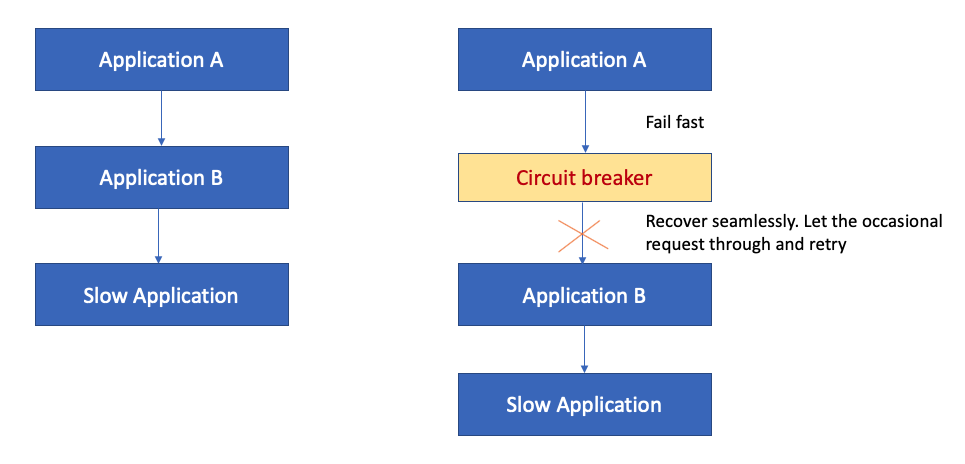 Application A
Application B
Slow Application
Application A
Fail fast
Circuit breaker
Recover seamlessly. Let the occasional
request through and retry
Application B
Slow Application